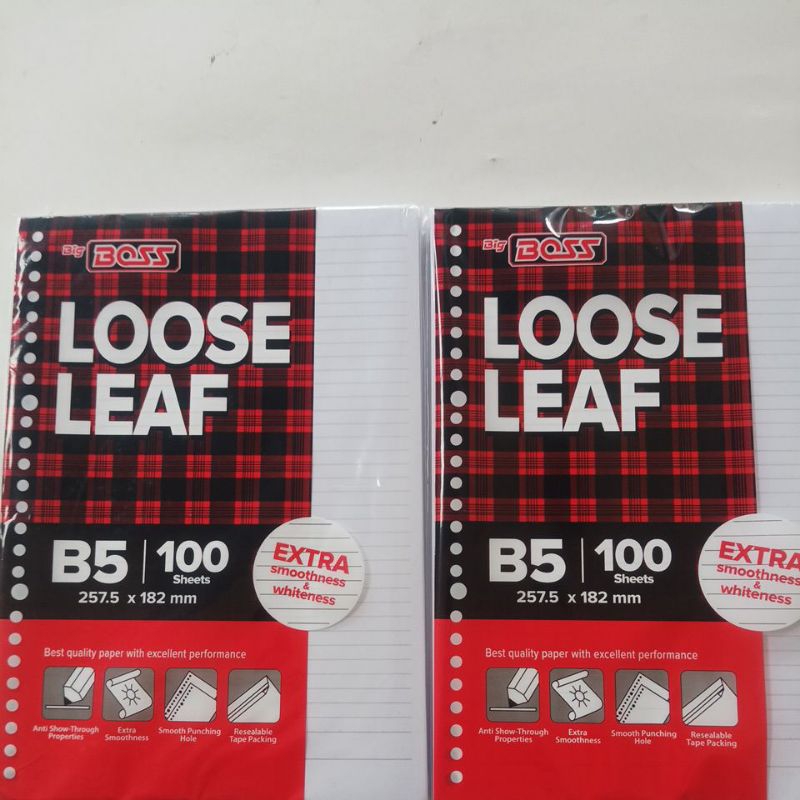 Big BOSS
LOOSE
LEAF
B5 | 100
Sheets
257.5 x 182 mm
EXTRA
smoothness
&
whiteness
Best quality paper with excellent performance
Anti Show-Through
Properties
Extra
Smoothness
Smooth Punching
Hole
Resealable
Tape Packing
Big BOSS
LOOSE
LEAF
B5 | 100
Sheets
257.5 x 182 mm
EXTRA
smoothness
&
whiteness
Best quality paper with excellent performance
Anti Show-Through
Properties
Extra
Smoothness
Smooth Punching
Hole
Resealable
Tape Packing